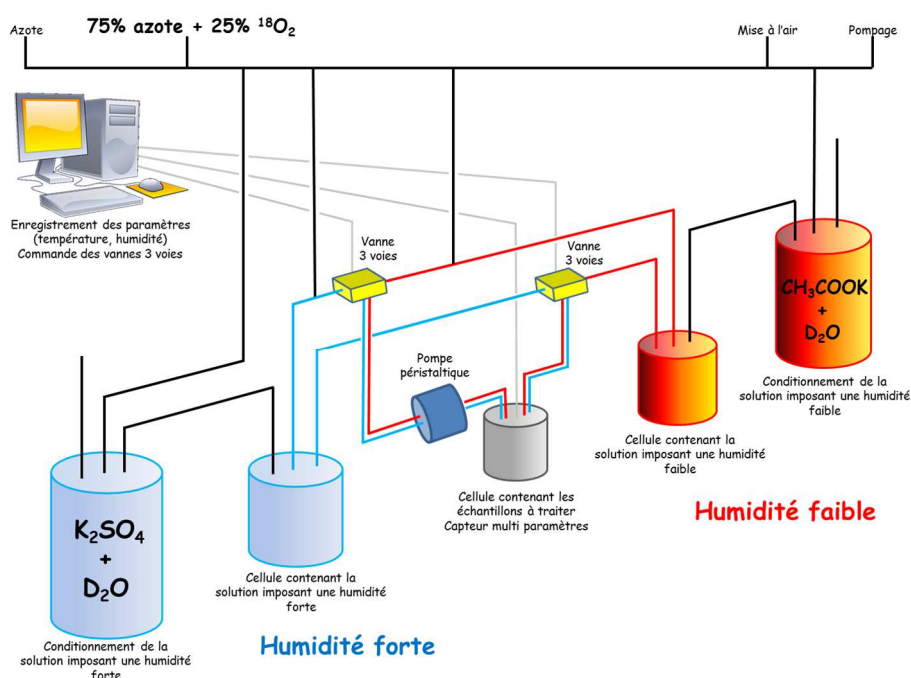 Azote
75% azote + 25% ¹⁸O₂
Mise à l'air
Pompage
Enregistrement des paramètres
(température, humidité)
Commande des vannes 3 voies
Vanne
3 voies
Vanne
3 voies
CH₃COOK
+
D₂O
Pompe
péristaltique
Conditionnement de la
solution imposant une humidité
faible
Cellule contenant la
solution imposant une humidité
faible
Cellule contenant les
échantillons à traiter
Capteur multi paramètres
Humidité faible
K₂SO₄
+
D₂O
Cellule contenant la
solution imposant une humidité
forte
Humidité forte
Conditionnement de la
solution imposant une humidité
forte